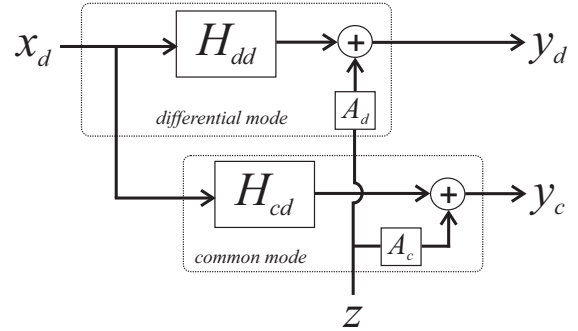 x_d H_dd + y_d
A_d
differential mode
H_cd + y_c
A_c
common mode
z